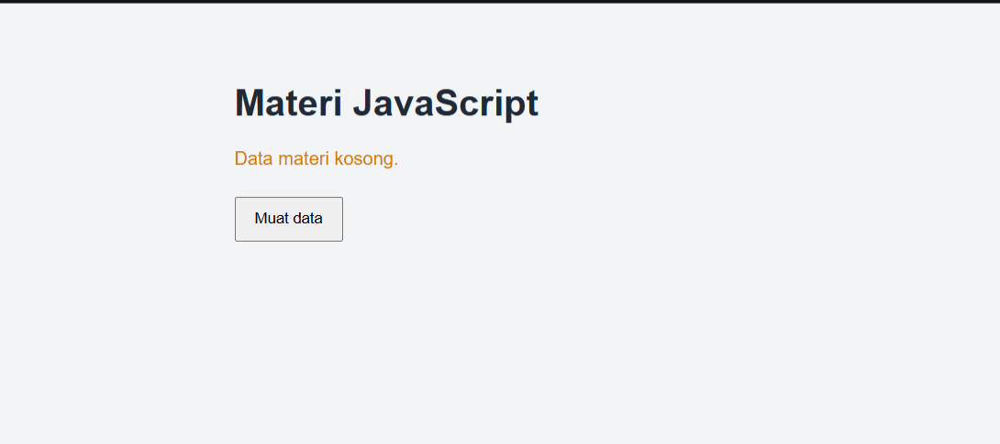 Materi JavaScript
Data materi kosong.
Muat data